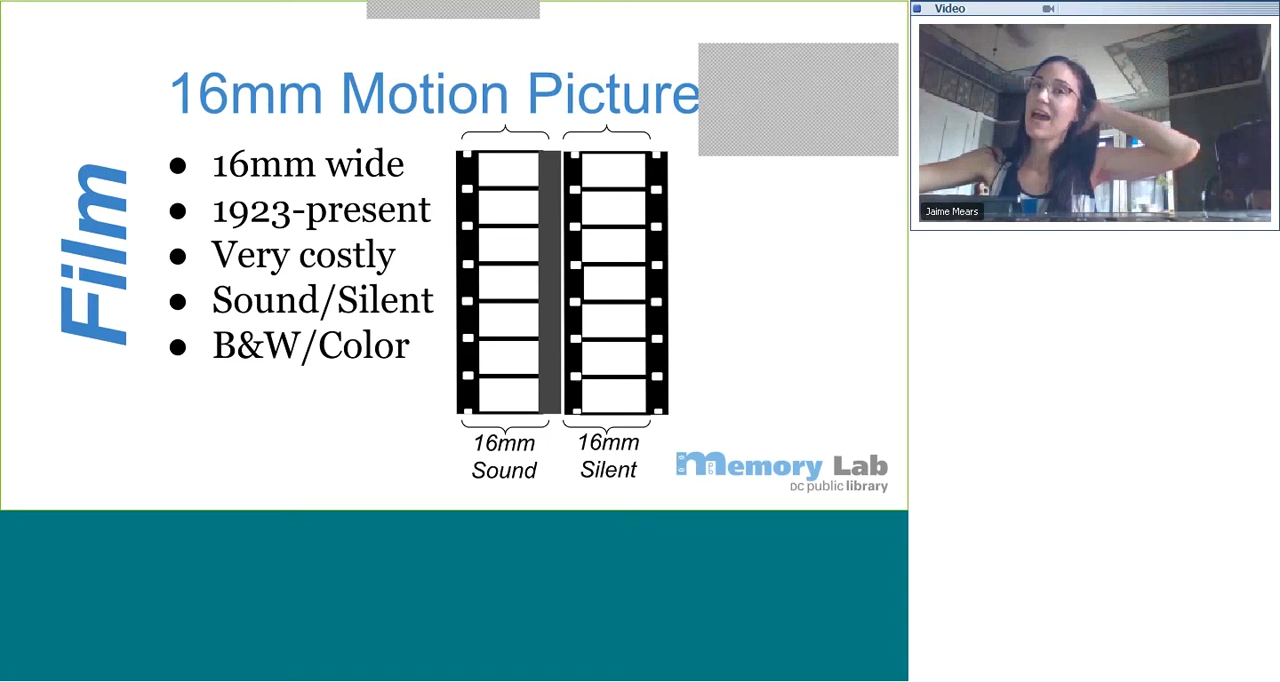 Video
16mm Motion Picture
Film
● 16mm wide
● 1923-present
● Very costly
● Sound/Silent
● B&W/Color
16mm
Sound
16mm
Silent
Memory Lab
DC public library
Jaime Mears